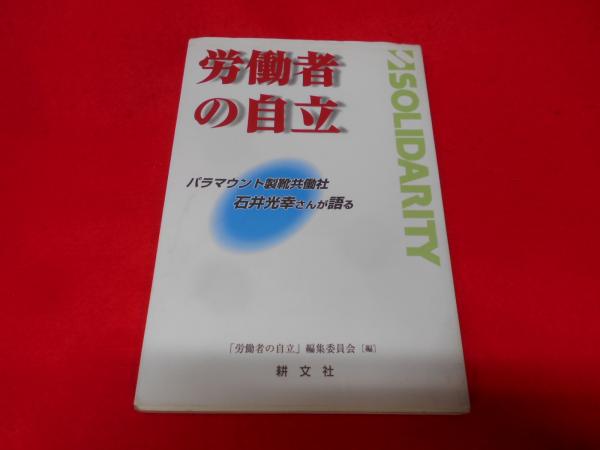 労働者
の自立
SOLIDARITY
パラマウント製靴共働社
石井光幸さんが語る
「労働者の自立」編集委員会［編］
耕文社